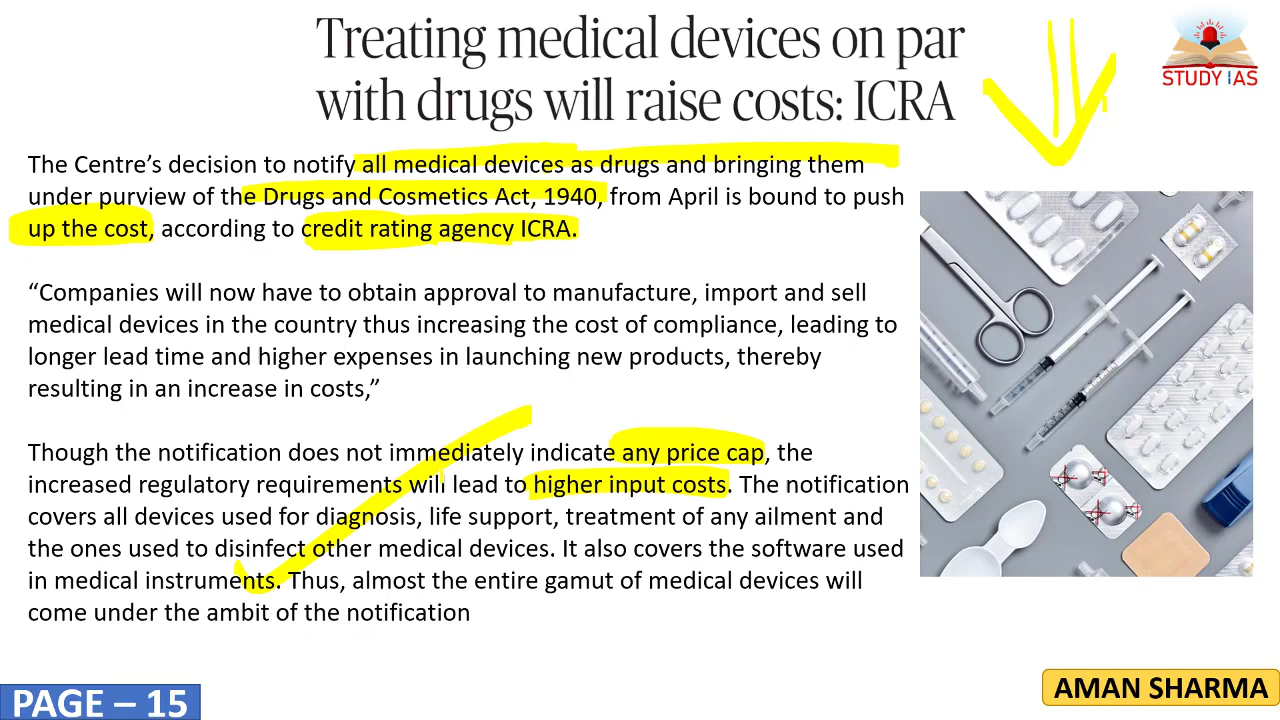 Treating medical devices on par
with drugs will raise costs: ICRA
STUDY IAS
The Centre’s decision to notify all medical devices as drugs and bringing them
under purview of the Drugs and Cosmetics Act, 1940, from April is bound to push
up the cost, according to credit rating agency ICRA.
“Companies will now have to obtain approval to manufacture, import and sell
medical devices in the country thus increasing the cost of compliance, leading to
longer lead time and higher expenses in launching new products, thereby
resulting in an increase in costs,”
Though the notification does not immediately indicate any price cap, the
increased regulatory requirements will lead to higher input costs. The notification
covers all devices used for diagnosis, life support, treatment of any ailment and
the ones used to disinfect other medical devices. It also covers the software used
in medical instruments. Thus, almost the entire gamut of medical devices will
come under the ambit of the notification
PAGE – 15
AMAN SHARMA